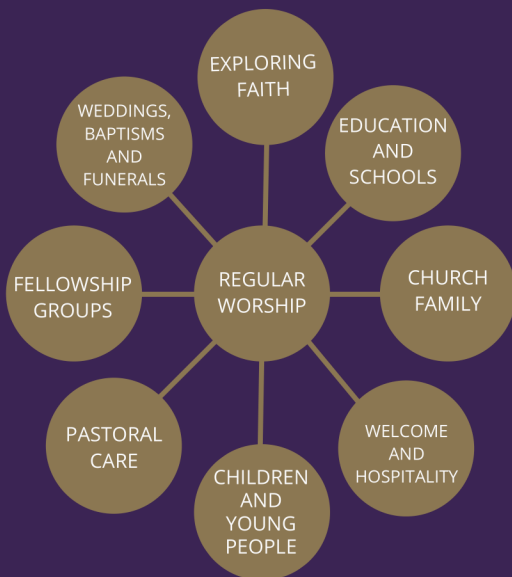 EXPLORING
FAITH
WEDDINGS,
BAPTISMS
AND
FUNERALS
EDUCATION
AND
SCHOOLS
FELLOWSHIP
GROUPS
REGULAR
WORSHIP
CHURCH
FAMILY
PASTORAL
CARE
WELCOME
AND
HOSPITALITY
CHILDREN
AND
YOUNG
PEOPLE